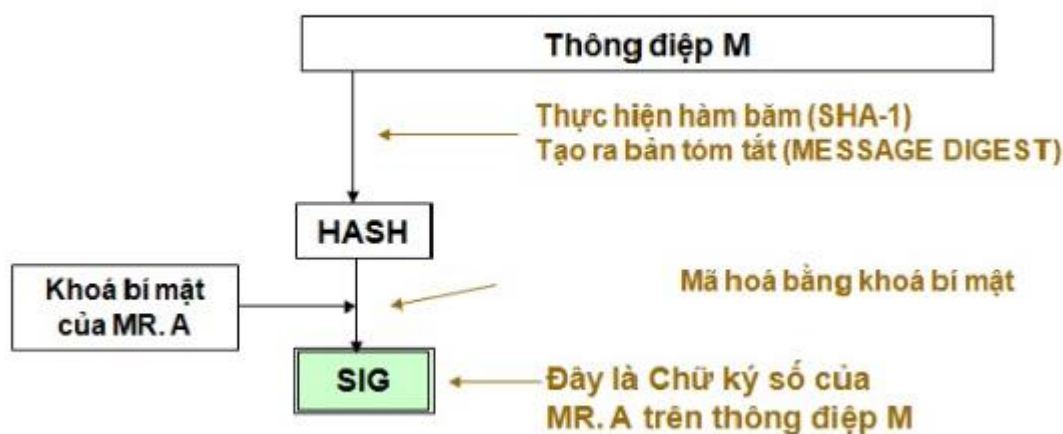 Thông điệp M
Thực hiện hàm băm (SHA-1)
Tạo ra bản tóm tắt (MESSAGE DIGEST)
HASH
Khoá bí mật
của MR. A
Mã hoá bằng khoá bí mật
SIG
Đây là Chữ ký số của
MR. A trên thông điệp M